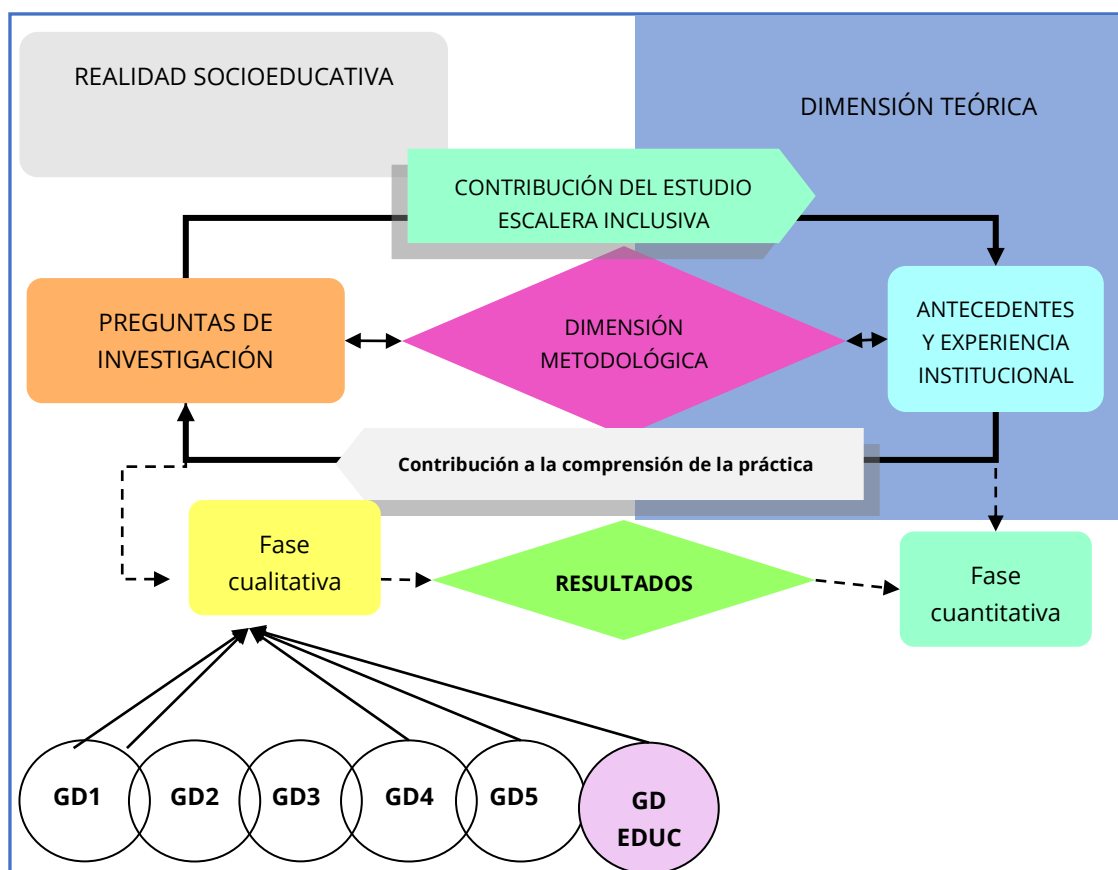 REALIDAD SOCIOEDUCATIVA
DIMENSIÓN TEÓRICA
CONTRIBUCIÓN DEL ESTUDIO
ESCALERA INCLUSIVA
PREGUNTAS DE
INVESTIGACIÓN
DIMENSIÓN
METODOLÓGICA
ANTECEDENTES
Y EXPERIENCIA
INSTITUCIONAL
Contribución a la comprensión de la práctica
Fase
cualitativa
RESULTADOS
Fase
cuantitativa
GD1
GD2
GD3
GD4
GD5
GD
EDUC